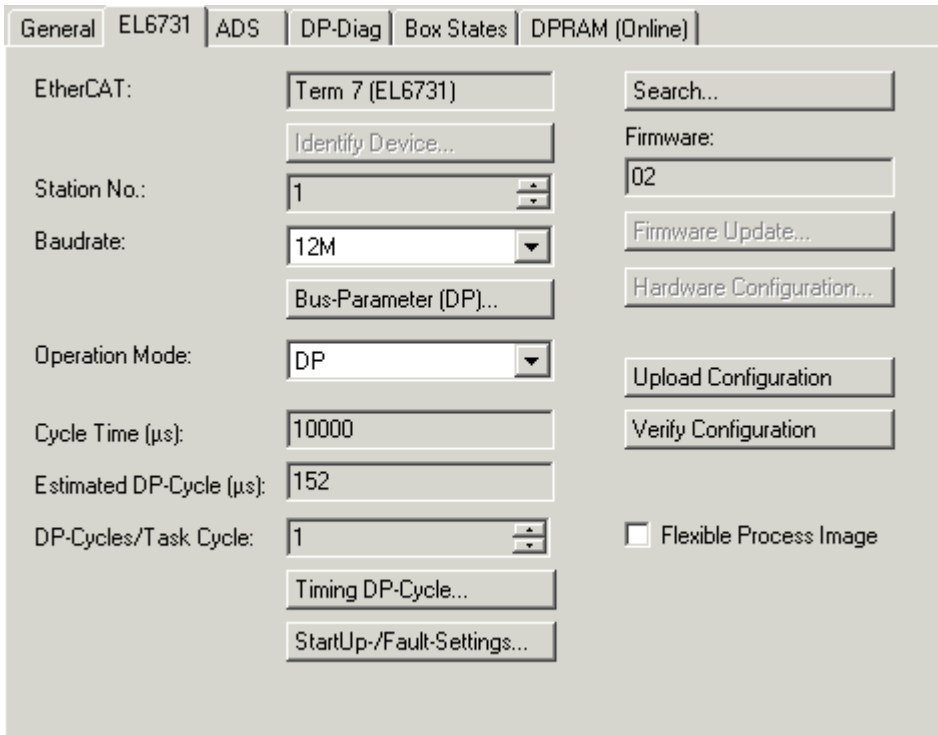 General EL6731 ADS DP-Diag Box States DPRAM (Online)
EtherCAT: Term 7 (EL6731) Search...
Identify Device... Firmware:
Station No.: 1 02
Baudrate: 12M Firmware Update...
Bus-Parameter (DP)... Hardware Configuration...
Operation Mode: DP Upload Configuration
Cycle Time (µs): 10000 Verify Configuration
Estimated DP-Cycle (µs): 152
DP-Cycles/Task Cycle: 1 Flexible Process Image
Timing DP-Cycle...
StartUp-/Fault-Settings...